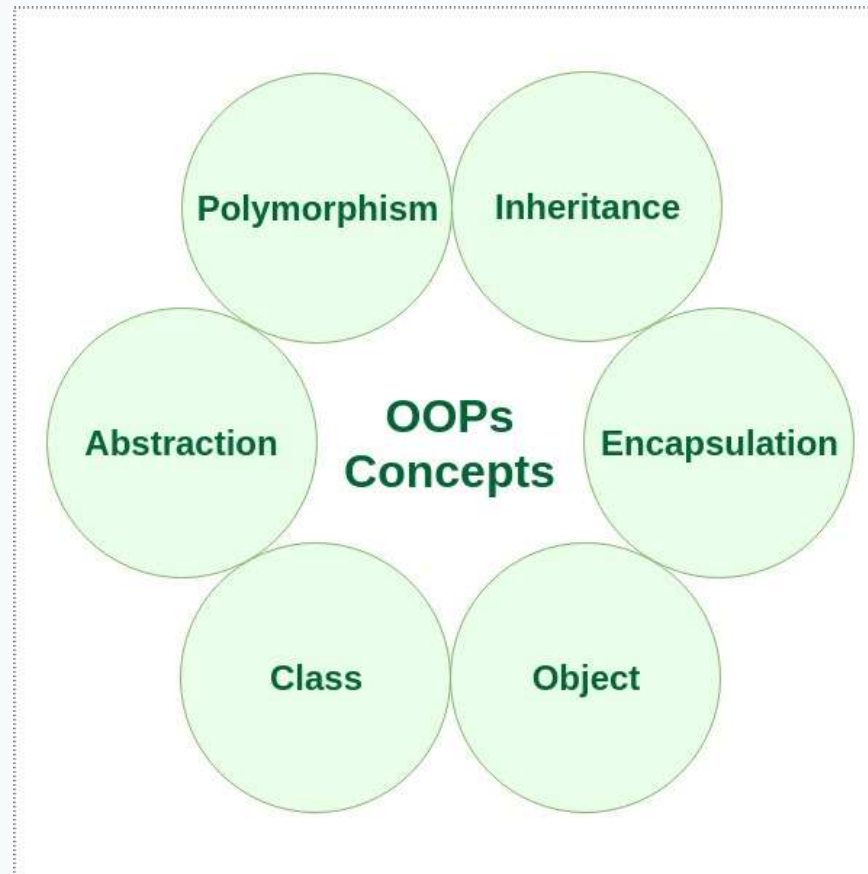 Polymorphism
Inheritance
Abstraction
OOPs
Concepts
Encapsulation
Class
Object